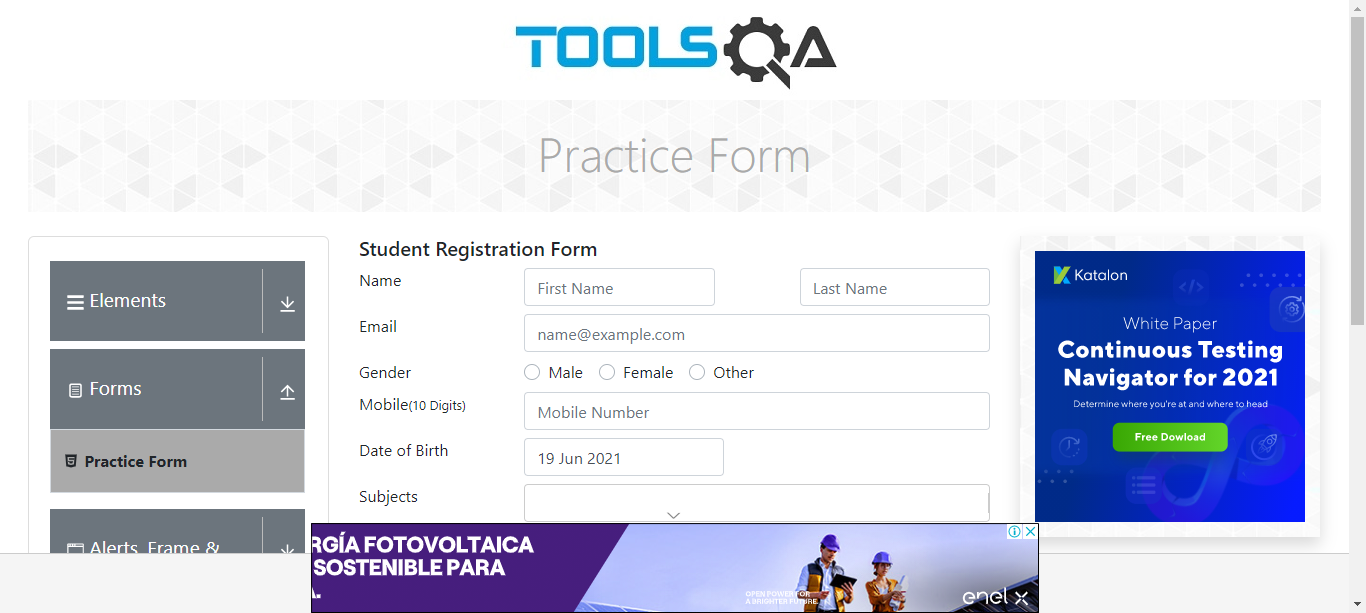 TOOLSQA
Practice Form
Elements
Forms
Practice Form
Alerts, Frame &
Student Registration Form
Name
First Name
Last Name
Email
name@example.com
Gender
Male
Female
Other
Mobile(10 Digits)
Mobile Number
Date of Birth
19 Jun 2021
Subjects
Katalon
White Paper
Continuous Testing
Navigator for 2021
Determine where you're at and where to head
Free Dowload
RGÍA FOTOVOLTAICA
SOSTENIBLE PARA
OPEN POWER FOR
A BRIGHTER FUTURE.
enel x